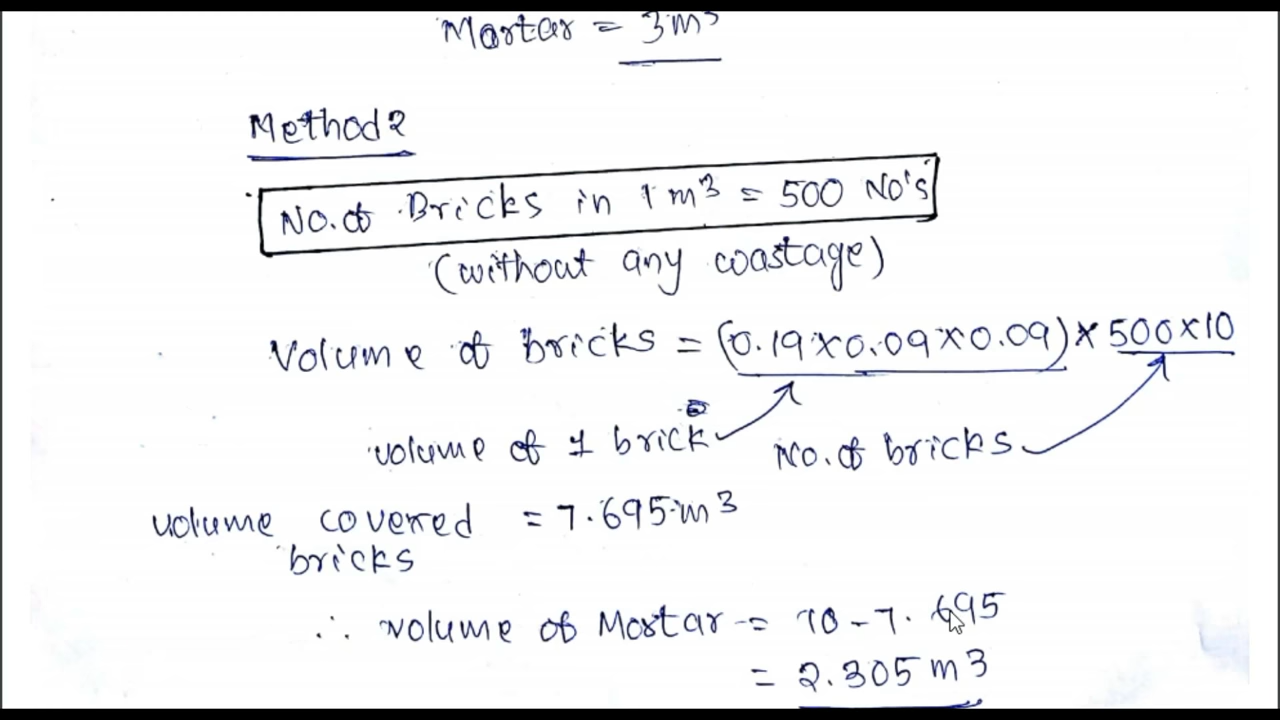 Mortar = 3m³
Method 2
No. of Bricks in 1 m³ = 500 No's
(without any coastage)
Volume of bricks = (0.19×0.09×0.09) × 500×10
volume of 1 brick No. of bricks
volume covered = 7.695 m³
bricks
∴ volume of Mortar = 10 - 7.695
= 2.305 m3